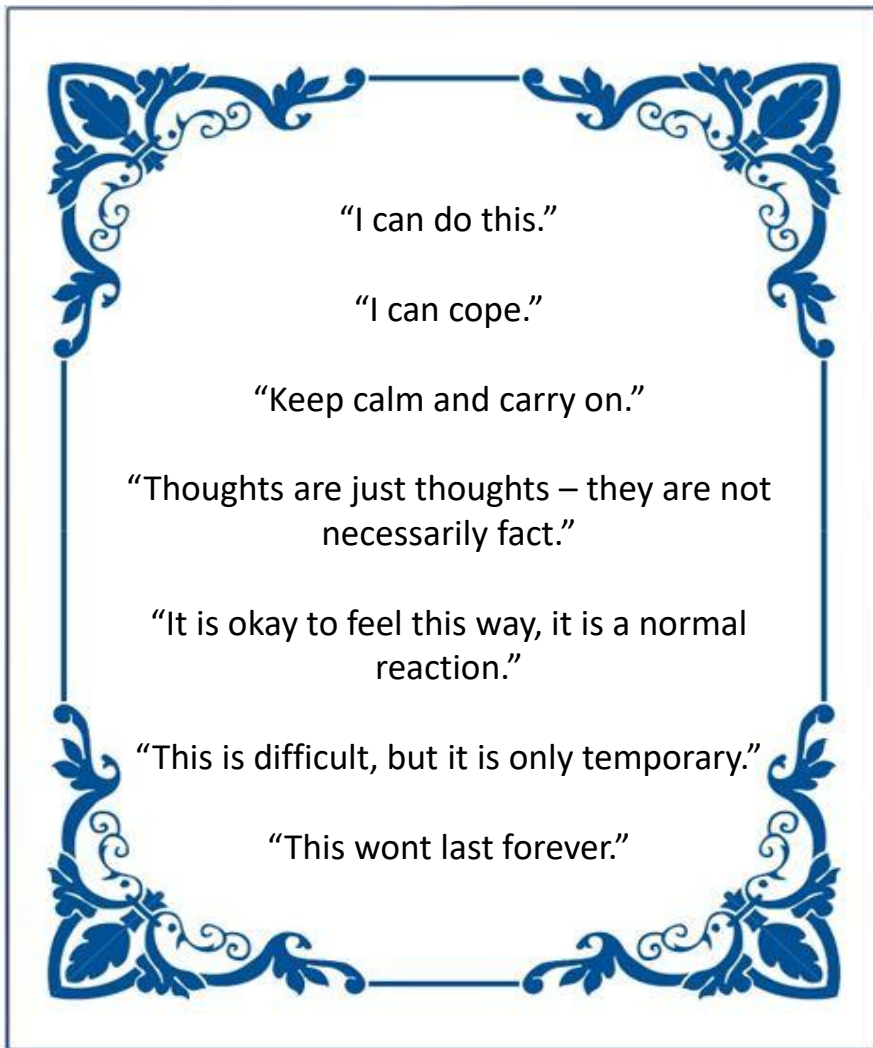 “I can do this.”
“I can cope.”
“Keep calm and carry on.”
“Thoughts are just thoughts – they are not
necessarily fact.”
“It is okay to feel this way, it is a normal
reaction.”
“This is difficult, but it is only temporary.”
“This wont last forever.”